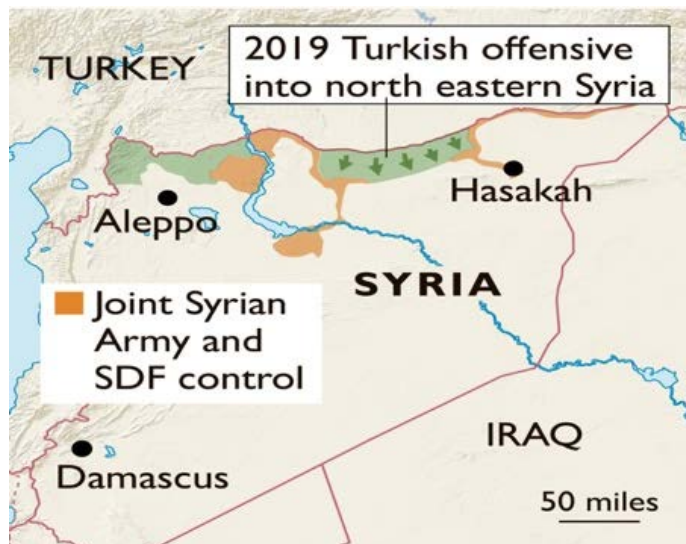 2019 Turkish offensive
into north eastern Syria
TURKEY
Hasakah
Aleppo
SYRIA
Joint Syrian
Army and
SDF control
IRAQ
Damascus
50 miles